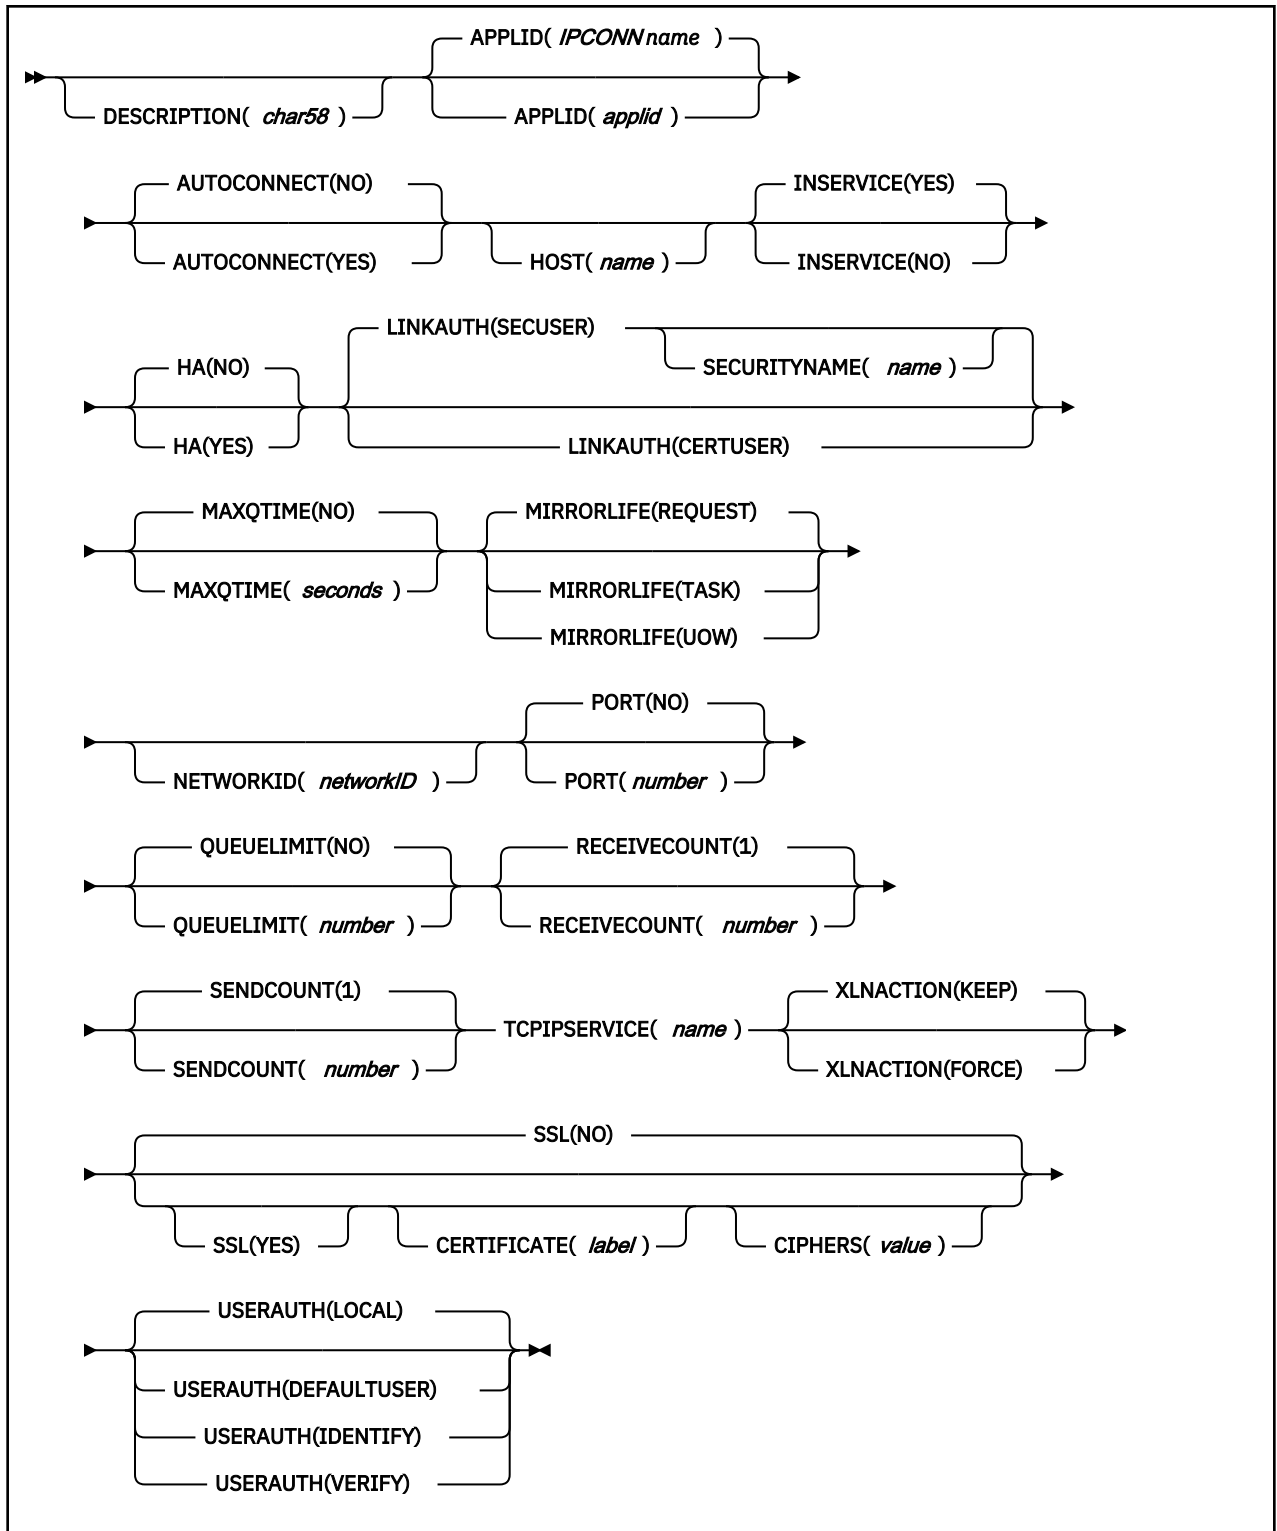 APPLID( IPCONN name )
DESCRIPTION( char58 )
APPLID( applid )
AUTOCONNECT(NO)
INSERVICE(YES)
AUTOCONNECT(YES)
HOST( name )
INSERVICE(NO)
LINKAUTH(SECUSER)
HA(NO)
SECURITYNAME( name )
HA(YES)
LINKAUTH(CERTUSER)
MAXQTIME(NO)
MIRRORLIFE(REQUEST)
MAXQTIME( seconds )
MIRRORLIFE(TASK)
MIRRORLIFE(UOW)
PORT(NO)
NETWORKID( networkID )
PORT( number )
QUEUELIMIT(NO)
RECEIVECOUNT(1)
QUEUELIMIT( number )
RECEIVECOUNT( number )
SENDCOUNT(1)
XLNACTION(KEEP)
TCPIPSERVICE( name )
SENDCOUNT( number )
XLNACTION(FORCE)
SSL(NO)
SSL(YES)
CERTIFICATE( label )
CIPHERS( value )
USERAUTH(LOCAL)
USERAUTH(DEFAULTUSER)
USERAUTH(IDENTIFY)
USERAUTH(VERIFY)